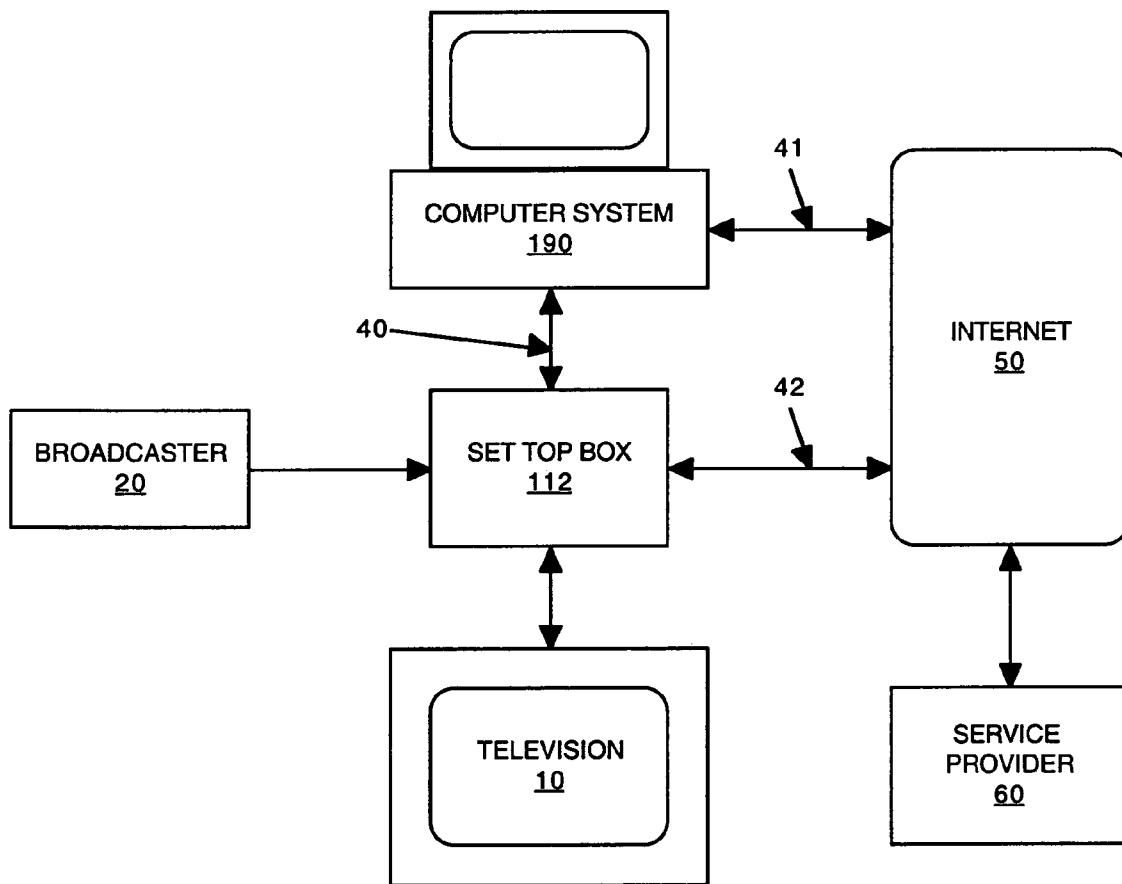 COMPUTER SYSTEM
190
41
40
INTERNET
50
42
BROADCASTER
20
SET TOP BOX
112
TELEVISION
10
SERVICE
PROVIDER
60